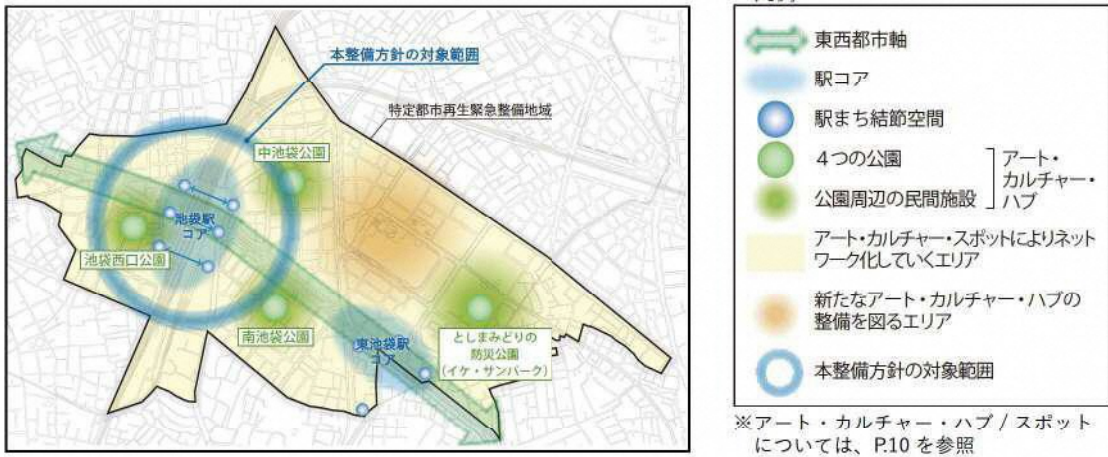 本整備方針の対象範囲
特定都市再生緊急整備地域
中池袋公園
池袋駅
コア
池袋西口公園
南池袋公園
東池袋駅
コア
としまみどりの
防災公園
(イケ・サンパーク)
東西都市軸
駅コア
駅まち結節空間
4つの公園
公園周辺の民間施設
アート・
カルチャー・
ハブ
アート・カルチャー・スポットによりネット
ワーク化していくエリア
新たなアート・カルチャー・ハブの
整備を図るエリア
本整備方針の対象範囲
※アート・カルチャー・ハブ / スポット
については、P.10 を参照